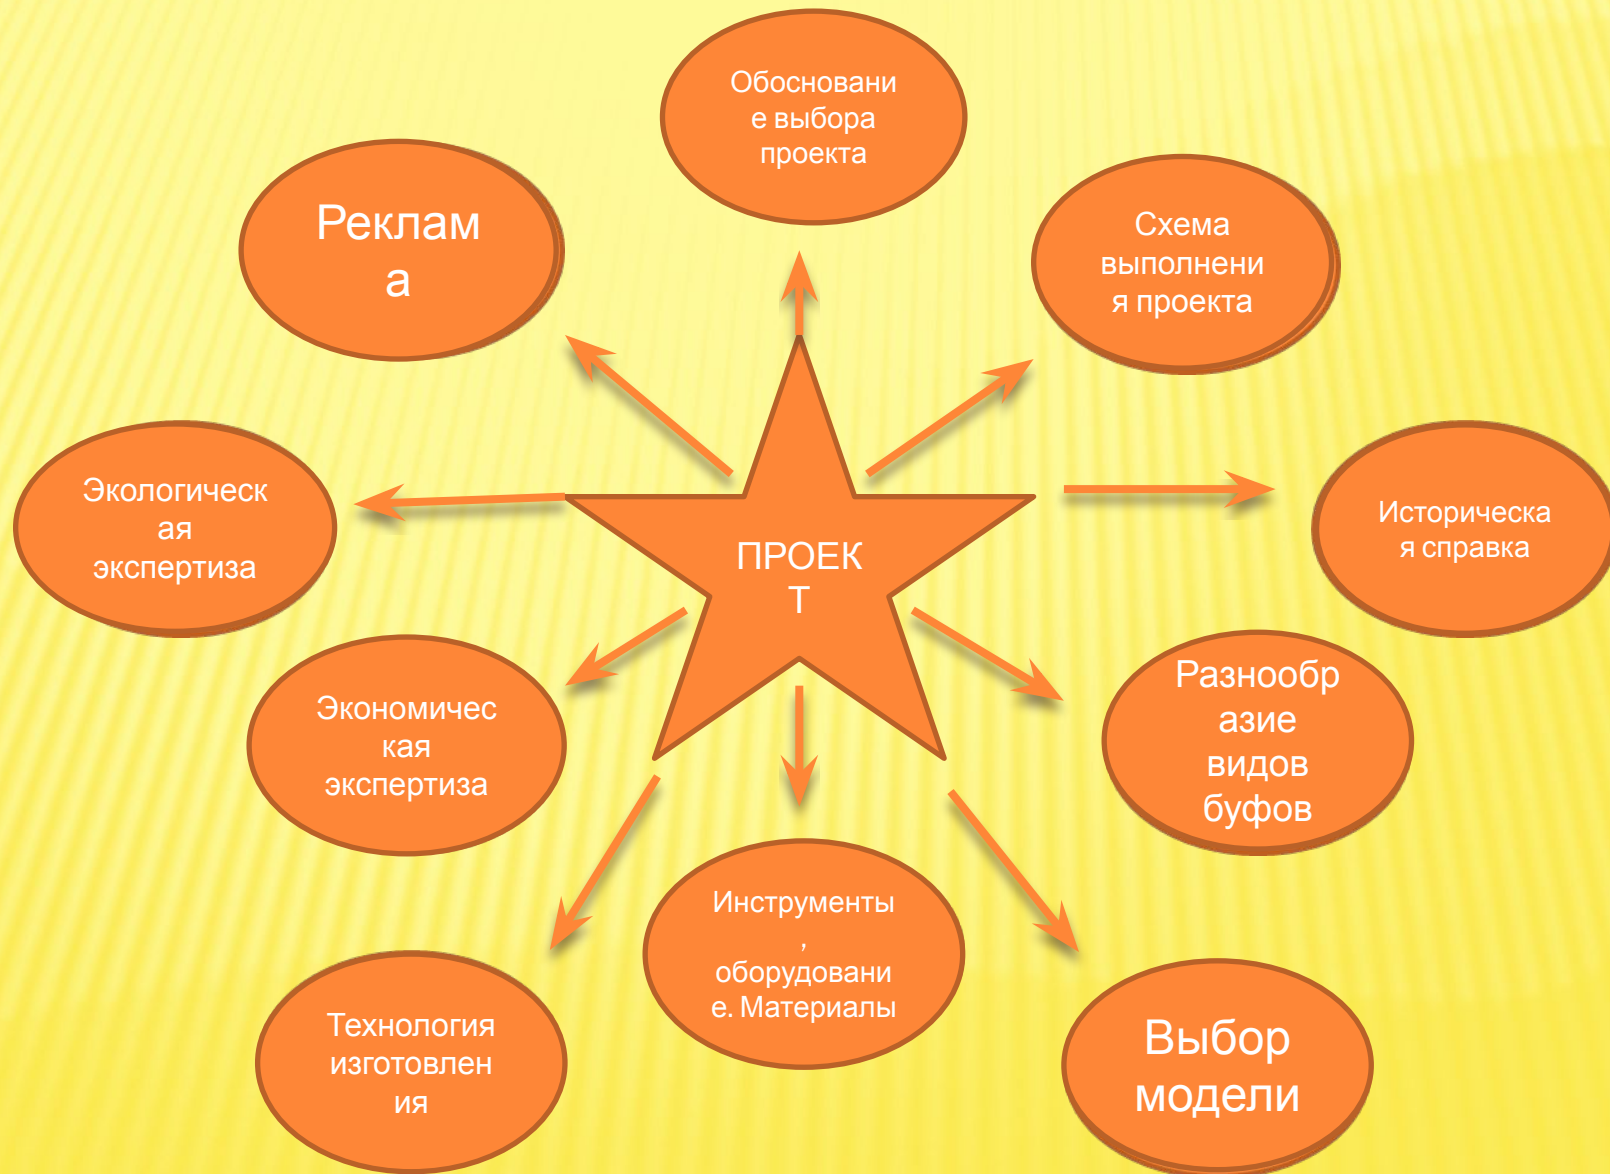 Обосновани
е выбора
проекта
Реклам
а
Схема
выполнени
я проекта
Экологическ
ая
экспертиза
Историческа
я справка
ПРОЕК
Т
Экономичес
кая
экспертиза
Разнообр
азие
видов
буфов
Инструменты
,
оборудовани
е. Материалы
Технология
изготовлен
ия
Выбор
модели